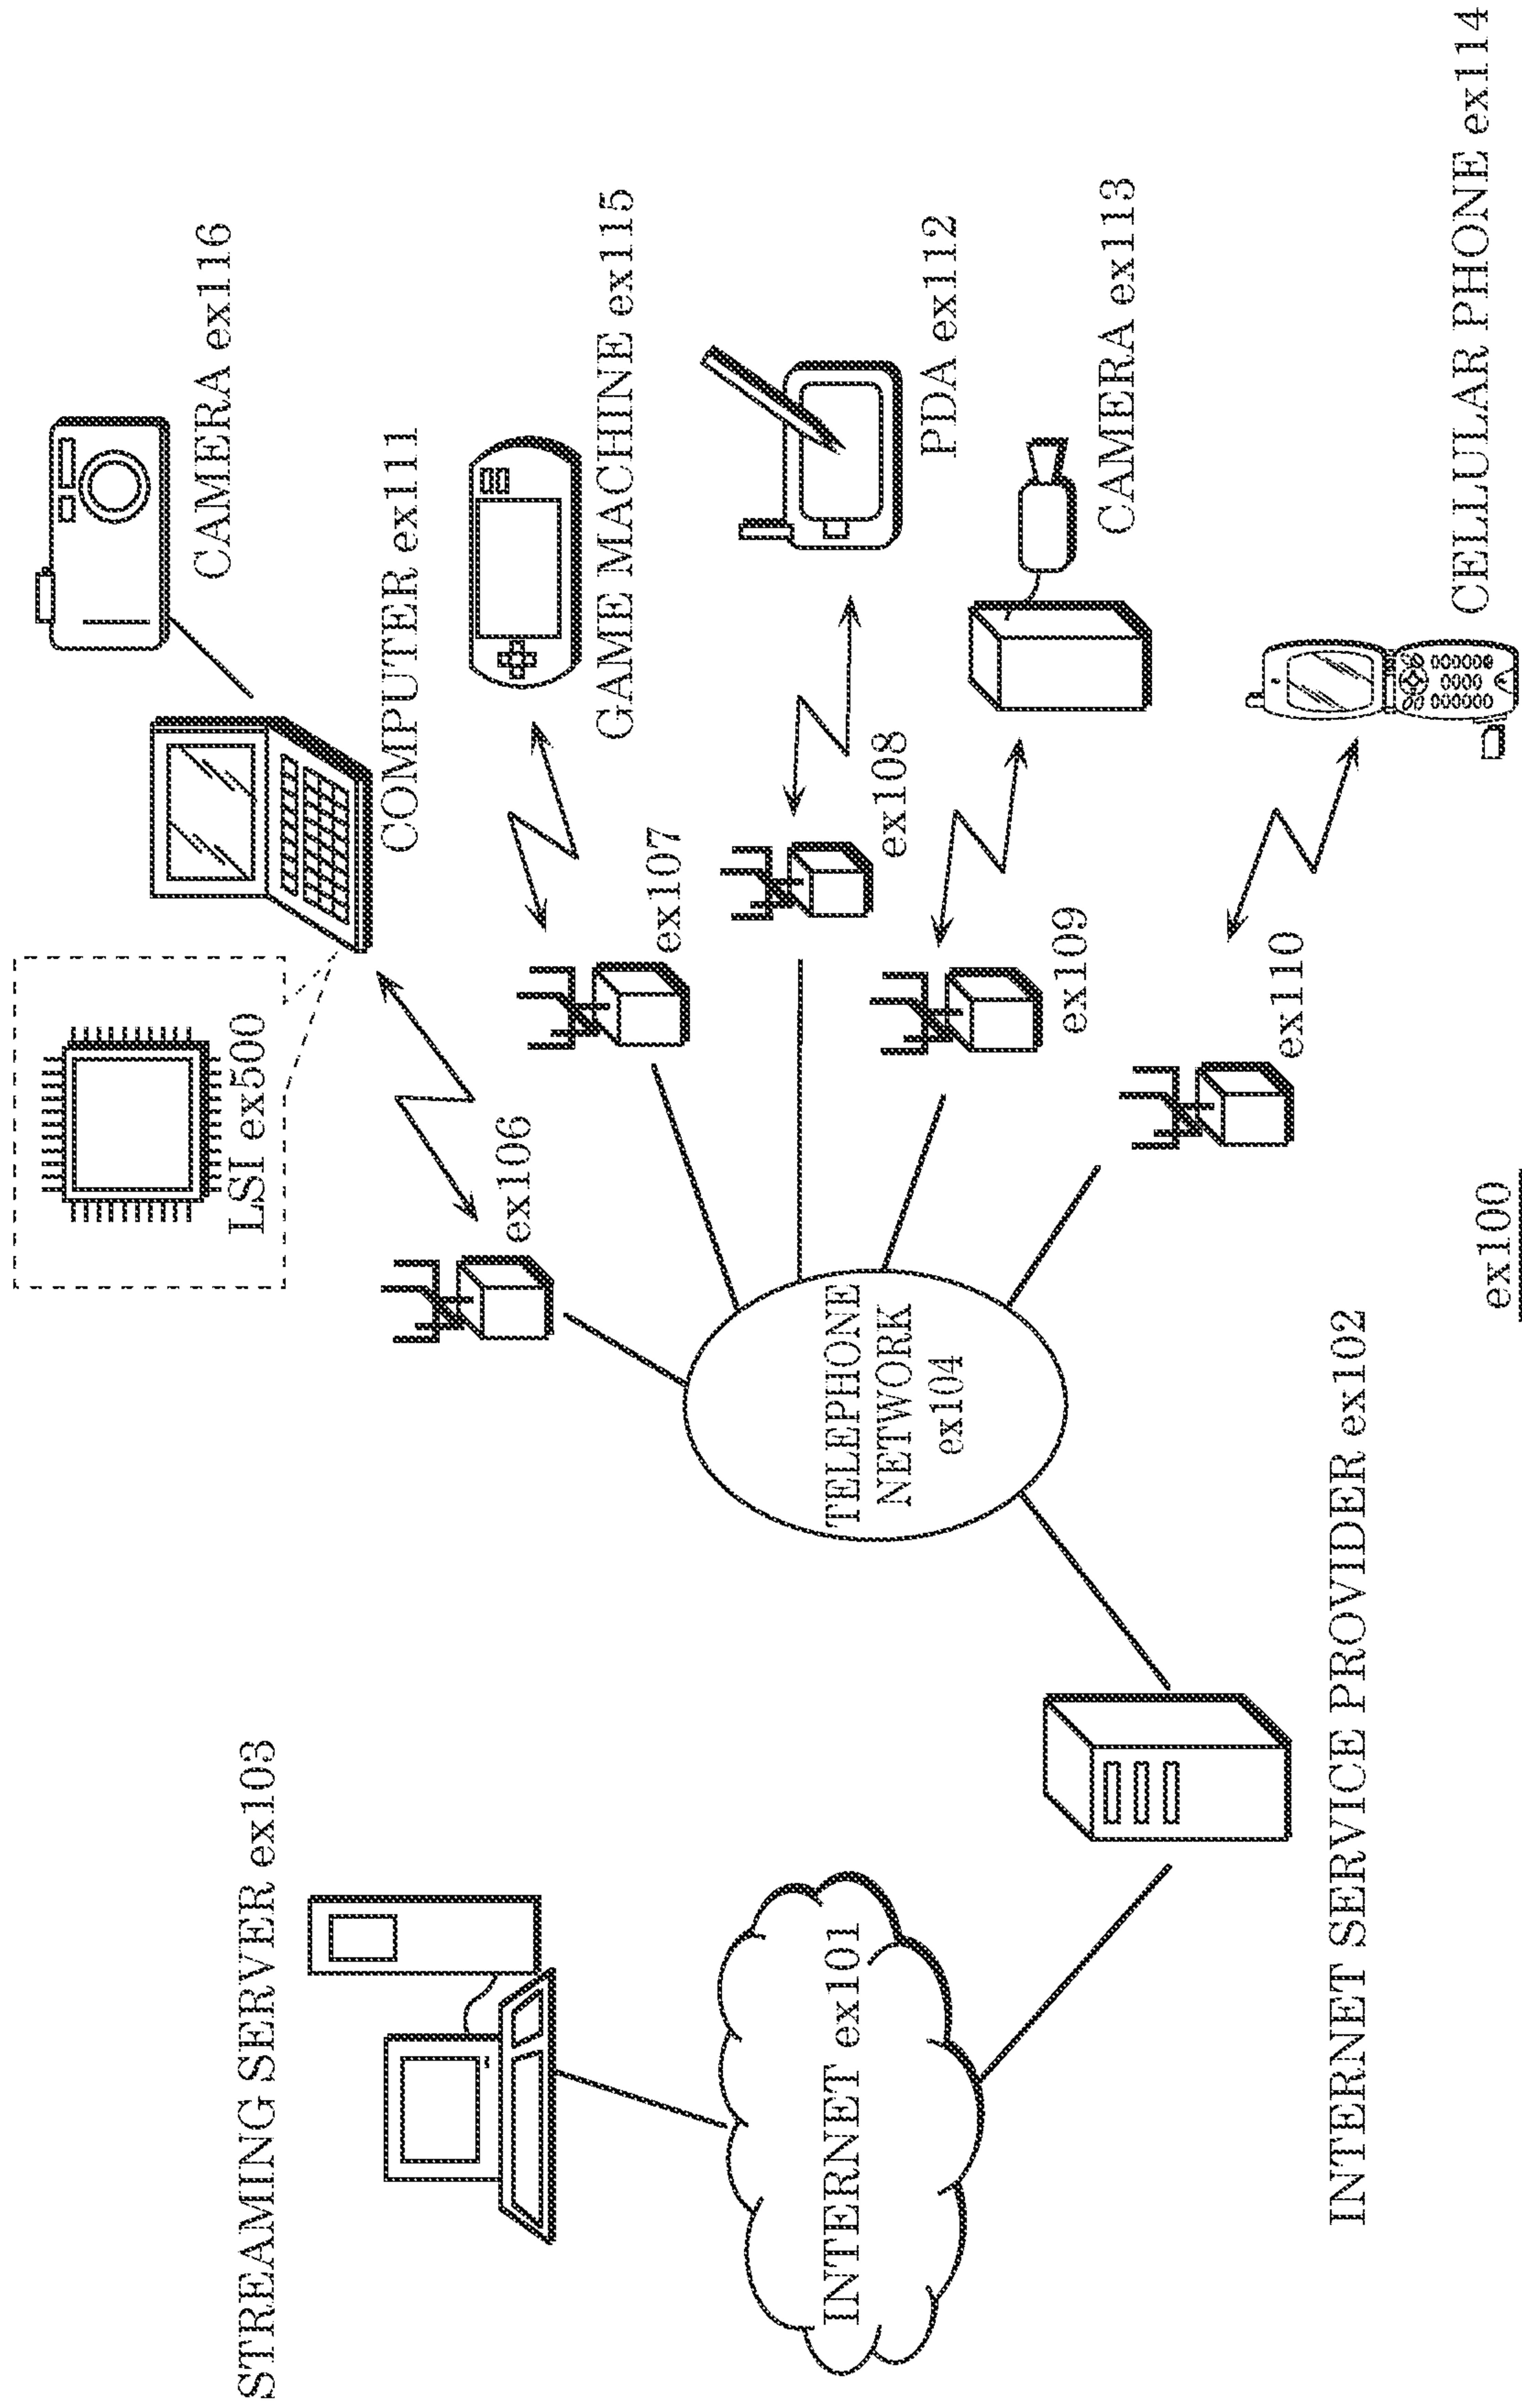 STREAMING SERVER ex103
INTERNET ex101
INTERNET SERVICE PROVIDER ex102
TELEPHONE
NETWORK
ex104
LSI ex500
CAMERA ex116
COMPUTER ex111
ex106
GAME MACHINE ex115
ex107
PDA ex112
ex108
CAMERA ex113
ex109
CELLULAR PHONE ex114
ex110
ex100